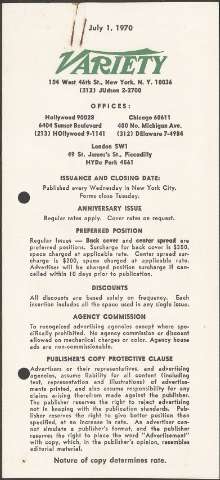 July 1, 1970
VARIETY
154 West 46th St., New York, N. Y. 10036
(212) JUdson 2-2700
OFFICES:
Hollywood 90028
6404 Sunset Boulevard
(213) HOllywood 9-1141
Chicago 60611
400 No. Michigan Ave.
(312) DElaware 7-4984
London SW1
49 St. James's St., Piccadilly
HYDe Park 4561
ISSUANCE AND CLOSING DATE:
Published every Wednesday in New York City.
Forms close Tuesday.
ANNIVERSARY ISSUE
Regular rates apply. Cover rates on request.
PREFERRED POSITION
Regular Issues — Back cover and center spread are
preferred positions. Surcharge for back cover is $250,
space charged at applicable rate. Center spread sur-
charge is $200, space charged at applicable rate.
Advertiser will be charged position surcharge if can-
celled within 10 days prior to publication.
DISCOUNTS
All discounts are based solely on frequency. Each
insertion includes all the space used in any single issue.
AGENCY COMMISSION
To recognized advertising agencies except where spe-
cifically prohibited. No agency commission or discount
allowed on mechanical charges or color. Agency house
ads are non-commissionable.
PUBLISHER'S COPY PROTECTIVE CLAUSE
Advertisers or their representatives, and advertising
agencies, assume liability for all content (including
text, representation and illustrations) of advertise-
ments printed, and also assume responsibility for any
claims arising therefrom made against the publisher.
The publisher reserves the right to reject advertising
not in keeping with the publication standards. Pub-
lisher reserves the right to give better position than
specified, at no increase in rate. An advertiser can-
not simulate a publisher's format, and the publisher
reserves the right to place the word "Advertisement"
with copy, which, in the publisher's opinion, resembles
editorial material.
Nature of copy determines rate.